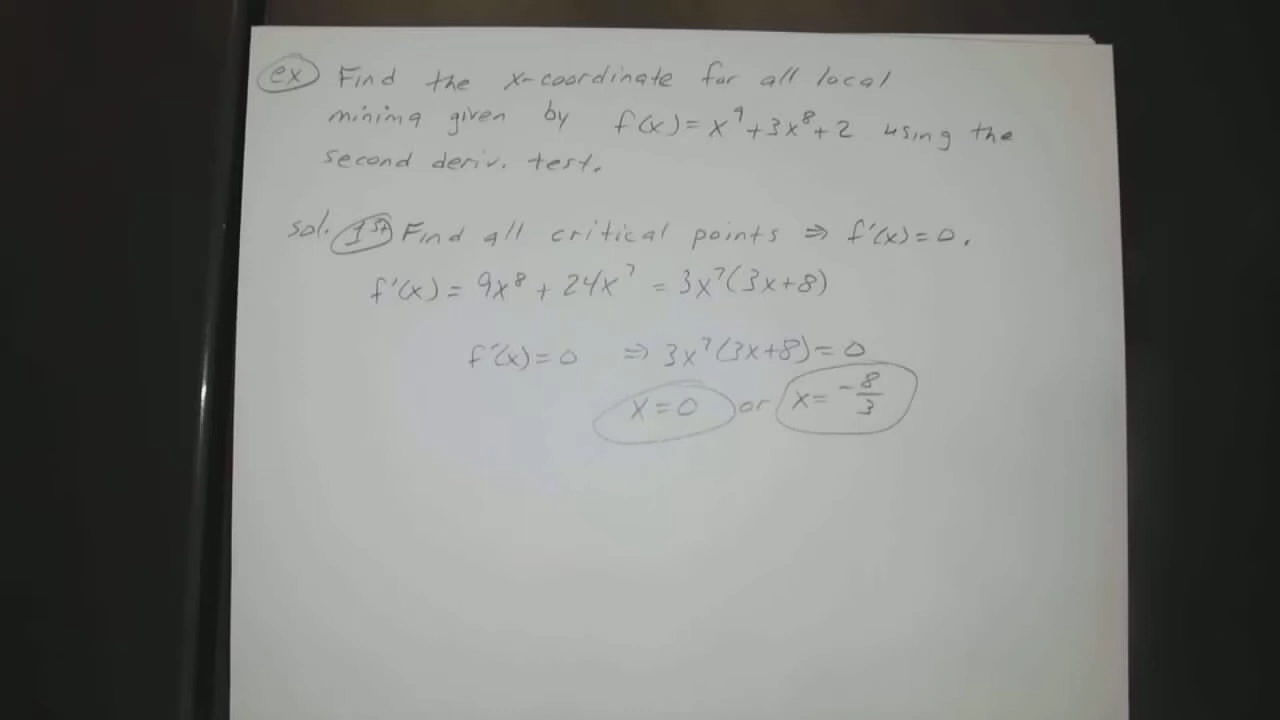 ex Find the x-coordinate for all local
minima given by f(x)=x⁹+3x⁸+2 using the
second deriv. test.
sol. 1st Find all critical points ⇒ f'(x)=0.
f'(x) = 9x⁸ + 24x⁷ = 3x⁷(3x+8)
f'(x)=0 ⇒ 3x⁷(3x+8)=0
x=0 or x=-8/3